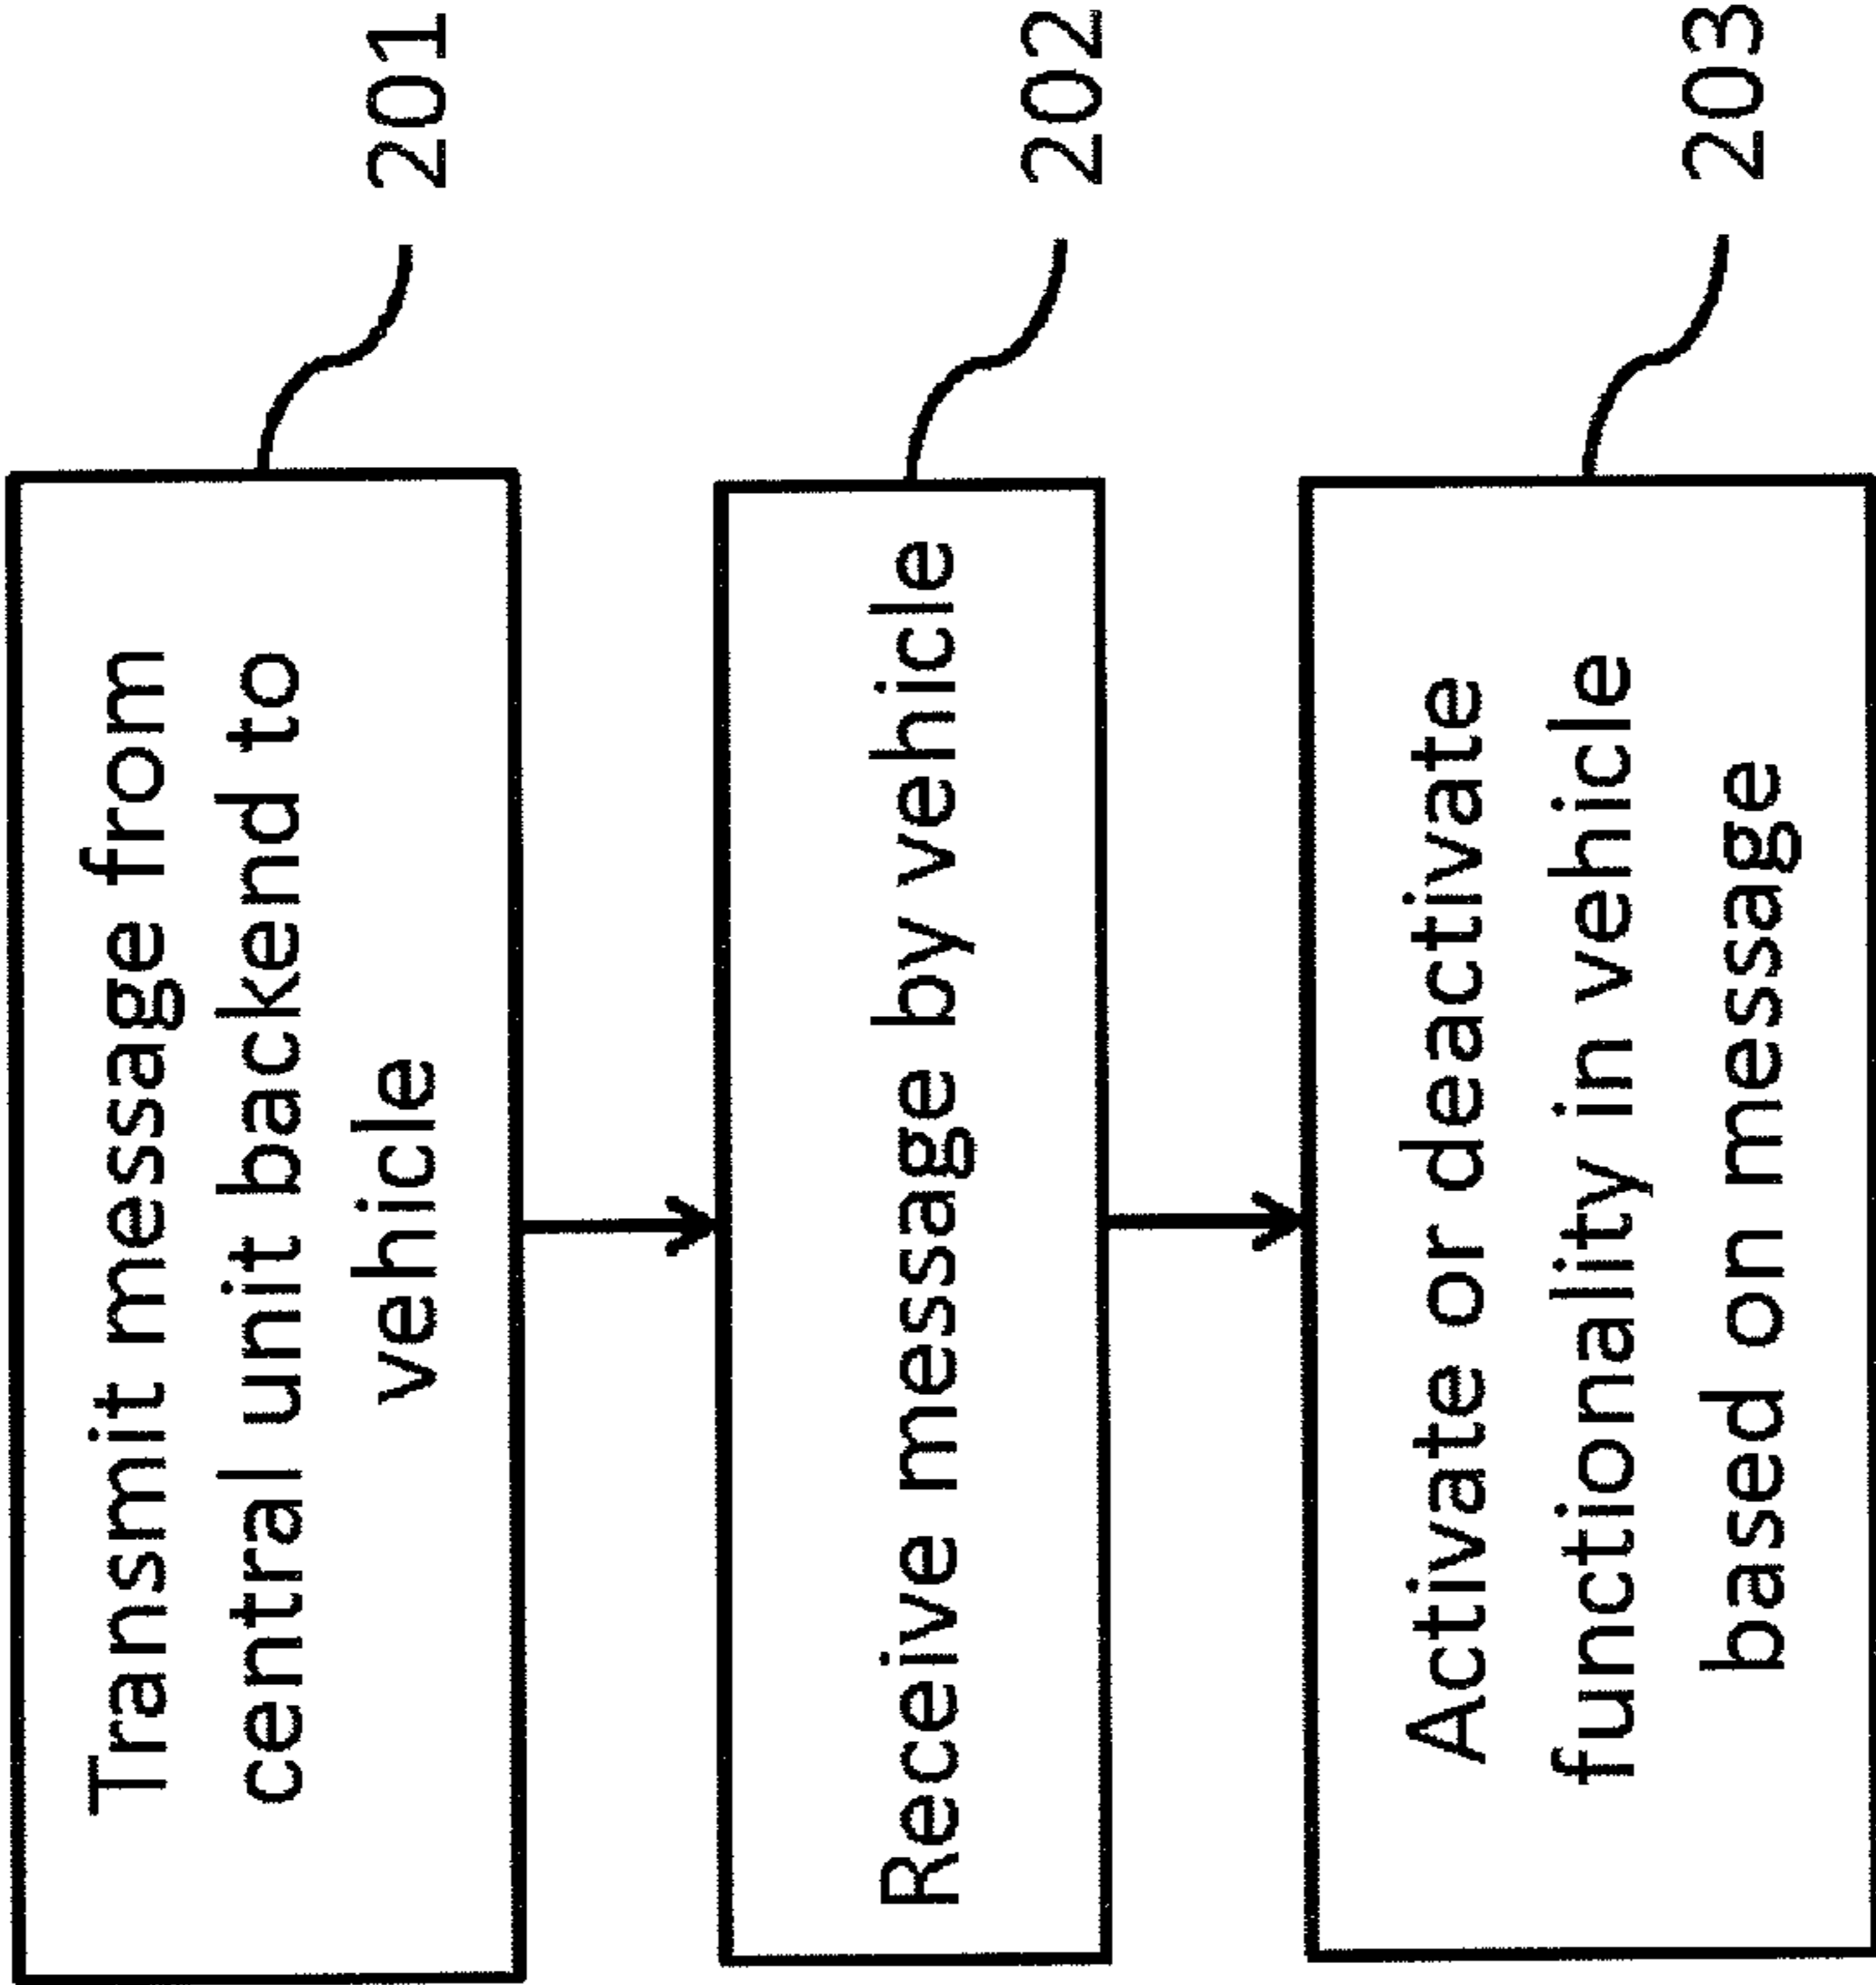 Transmit message from
central unit backend to
vehicle
201
Receive message by vehicle
202
Activate or deactivate
functionality in vehicle
based on message
203